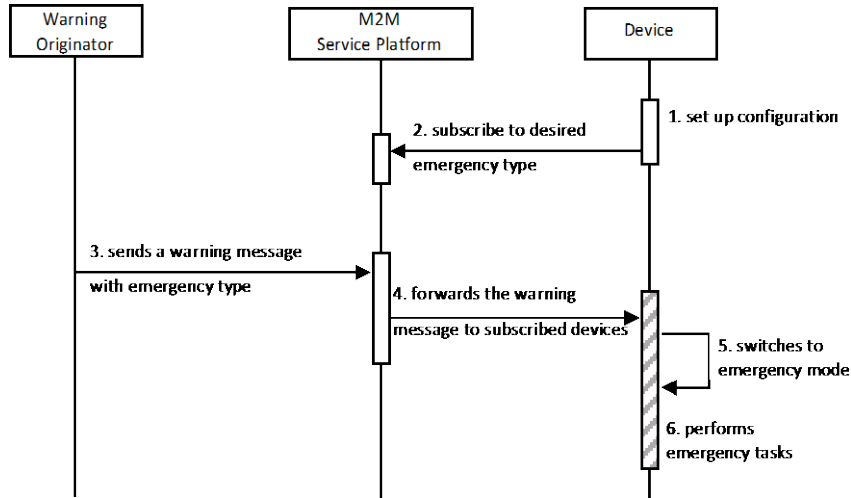 Warning
Originator
M2M
Service Platform
Device
1. set up configuration
2. subscribe to desired
emergency type
3. sends a warning message
with emergency type
4. forwards the warning
message to subscribed devices
5. switches to
emergency mode
6. performs
emergency tasks